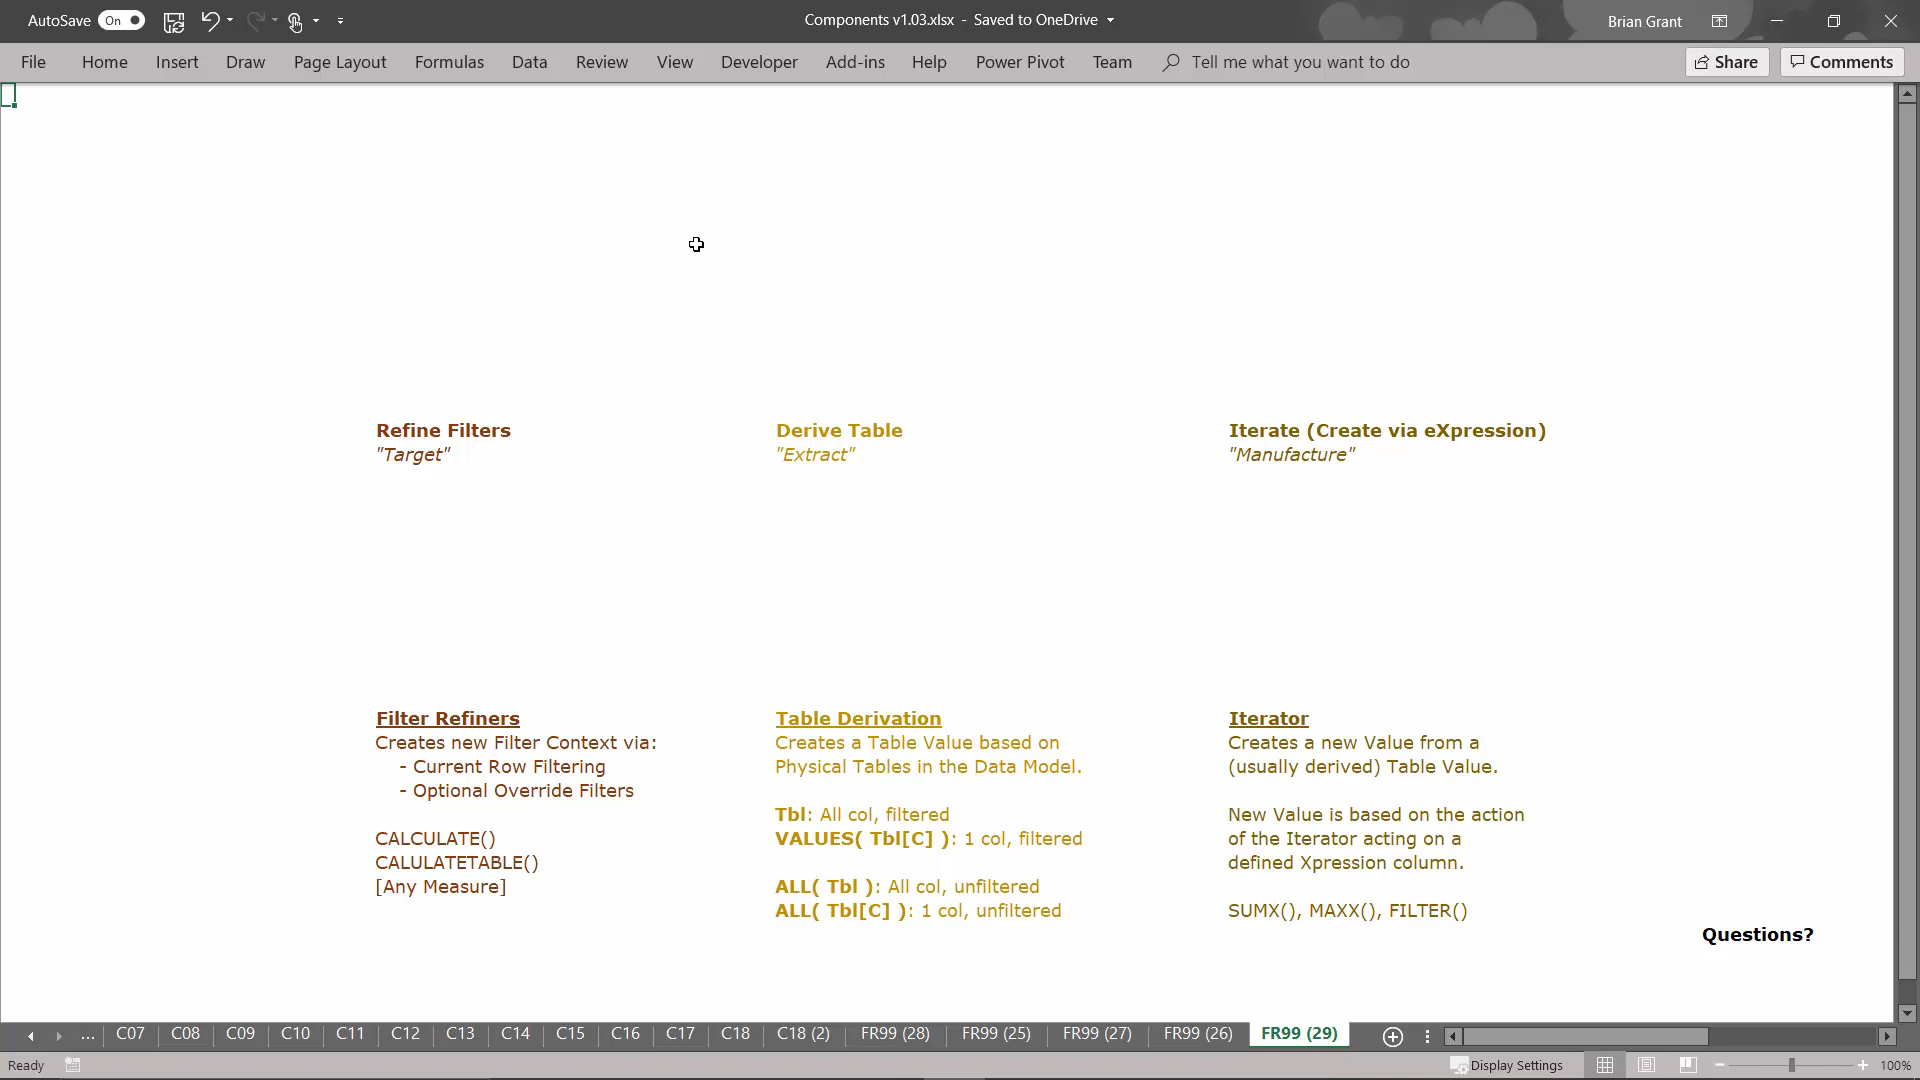 AutoSave On
Components v1.03.xlsx - Saved to OneDrive
Brian Grant
File Home Insert Draw Page Layout Formulas Data Review View Developer Add-ins Help Power Pivot Team Tell me what you want to do Share Comments
Refine Filters
"Target"
Derive Table
"Extract"
Iterate (Create via eXpression)
"Manufacture"
Filter Refiners
Creates new Filter Context via:
- Current Row Filtering
- Optional Override Filters
CALCULATE()
CALULATETABLE()
[Any Measure]
Table Derivation
Creates a Table Value based on
Physical Tables in the Data Model.
Tbl: All col, filtered
VALUES( Tbl[C] ): 1 col, filtered
ALL( Tbl ): All col, unfiltered
ALL( Tbl[C] ): 1 col, unfiltered
Iterator
Creates a new Value from a
(usually derived) Table Value.
New Value is based on the action
of the Iterator acting on a
defined Xpression column.
SUMX(), MAXX(), FILTER()
Questions?
... C07 C08 C09 C10 C11 C12 C13 C14 C15 C16 C17 C18 C18 (2) FR99 (28) FR99 (25) FR99 (27) FR99 (26) FR99 (29)
Ready
Display Settings
100%